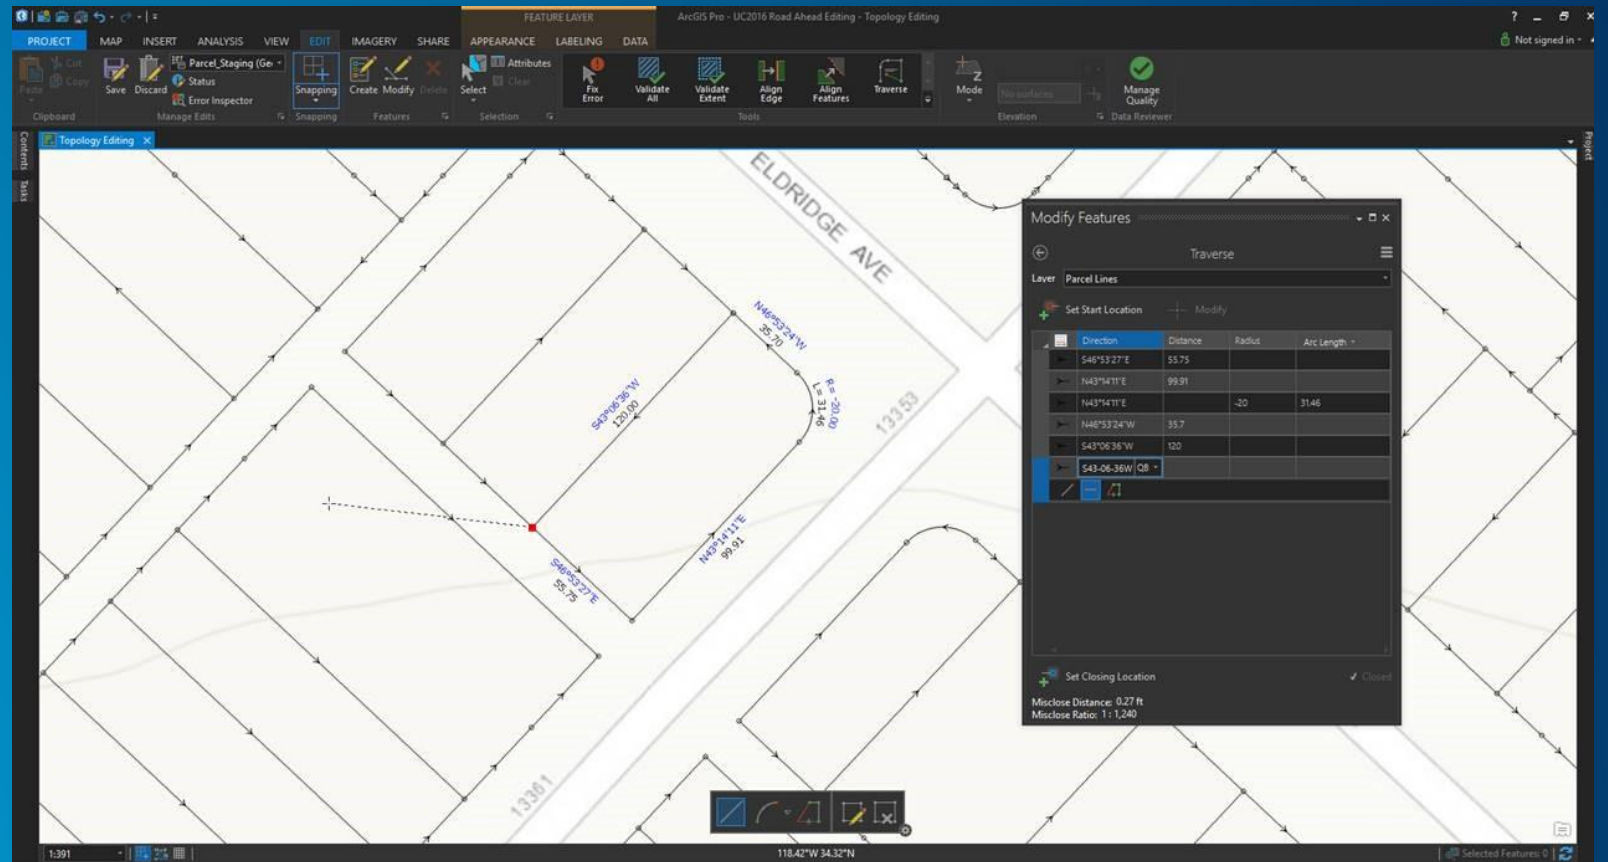 FEATURE LAYER
ArcGIS Pro - UC2016 Road Ahead Editing - Topology Editing
?
PROJECT MAP INSERT ANALYSIS VIEW EDIT IMAGERY SHARE APPEARANCE LABELING DATA
Not signed in
Paste
Cut
Copy
Clipboard
Save
Discard
Parcel_Staging (Ge
Status
Error Inspector
Manage Edits
Snapping
Snapping
Create
Modify
Delete
Features
Select
Attributes
Clear
Selection
Fix Error
Validate All
Validate Extent
Align Edge
Align Features
Traverse
Tools
Mode
No surfaces
Elevation
Manage Quality
Data Reviewer
Contents
Tasks
Topology Editing
Project
ELDRIDGE AVE
13353
13361
N46°53'24"W
35.70
R= -20.00
L= 31.46
S43°06'36"W
120.00
N43°14'11"E
99.91
S46°53'27"E
55.75
Modify Features
Traverse
Layer Parcel Lines
Set Start Location Modify
Direction Distance Radius Arc Length
S46°53'27"E 55.75
N43°14'11"E 99.91
N43°14'11"E -20 31.46
N46°53'24"W 35.7
S43°06'36"W 120
S43-06-36W QB
Set Closing Location Closed
Misclose Distance: 0.27 ft
Misclose Ratio: 1 : 1,240
1:391
118.42°W 34.32°N
Selected Features: 0